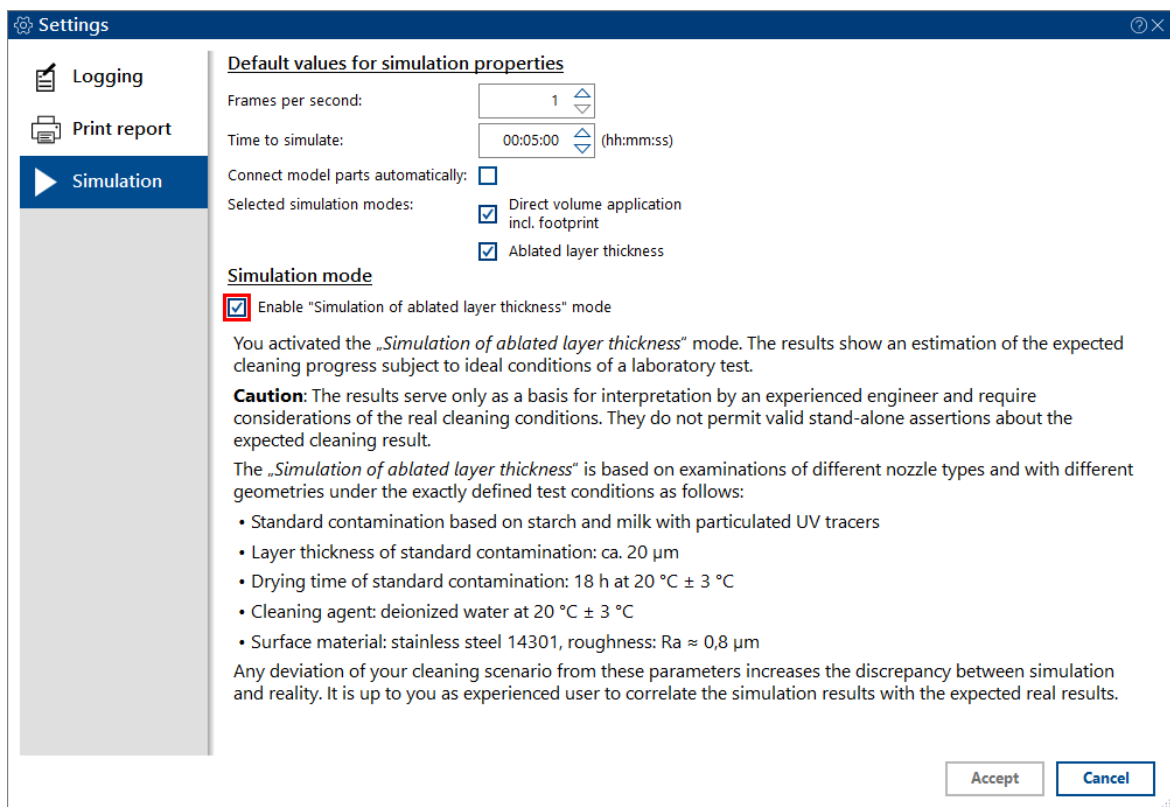 Settings
Logging
Print report
Simulation
Default values for simulation properties
Frames per second:
1
Time to simulate:
00:05:00
(hh:mm:ss)
Connect model parts automatically:
Selected simulation modes:
Direct volume application
incl. footprint
Ablated layer thickness
Simulation mode
Enable "Simulation of ablated layer thickness" mode
You activated the „Simulation of ablated layer thickness“ mode. The results show an estimation of the expected
cleaning progress subject to ideal conditions of a laboratory test.
Caution: The results serve only as a basis for interpretation by an experienced engineer and require
considerations of the real cleaning conditions. They do not permit valid stand-alone assertions about the
expected cleaning result.
The „Simulation of ablated layer thickness“ is based on examinations of different nozzle types and with different
geometries under the exactly defined test conditions as follows:
• Standard contamination based on starch and milk with particulated UV tracers
• Layer thickness of standard contamination: ca. 20 µm
• Drying time of standard contamination: 18 h at 20 °C ± 3 °C
• Cleaning agent: deionized water at 20 °C ± 3 °C
• Surface material: stainless steel 14301, roughness: Ra ≈ 0,8 µm
Any deviation of your cleaning scenario from these parameters increases the discrepancy between simulation
and reality. It is up to you as experienced user to correlate the simulation results with the expected real results.
Accept
Cancel